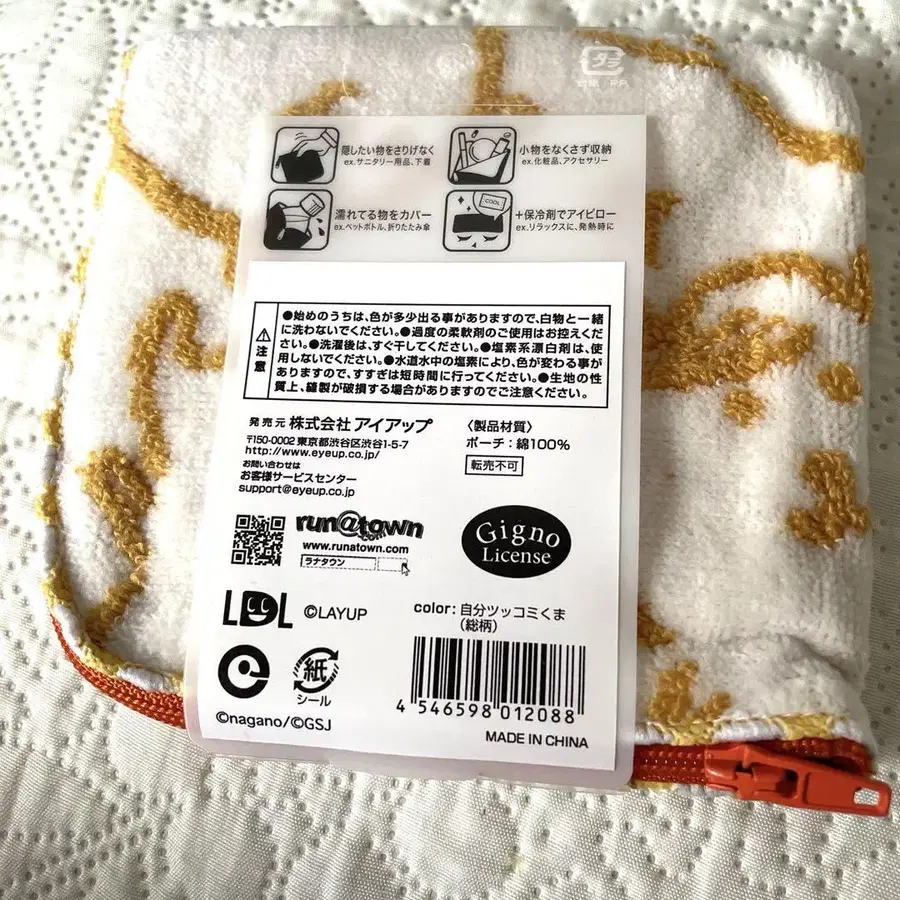 PP
隠したい物をさりげなく
ex.サニタリー用品、下着
小物をなくさず収納
ex.化粧品、アクセサリー
濡れてる物をカバー
ex.ペットボトル、折りたたみ傘
COOL
+保冷剤でアイピロー
ex.リラックスに、発熱時に
注意
●始めのうちは、色が多少出る事がありますので、白物と一緒
に洗わないでください。●過度の柔軟剤のご使用はお控えくだ
さい。●洗濯後は、すぐ干してください。●塩素系漂白剤は、使
用しないでください。●水道水中の塩素により、色が変わる事が
ありますので、すすぎは短時間に行ってください。●生地の性
質上、縫製が破損する場合がありますのでご注意ください。
発売元 株式会社 アイアップ
〒150-0002 東京都渋谷区渋谷1-5-7
http://www.eyeup.co.jp/
お問い合わせは
お客様サービスセンター
support@eyeup.co.jp
〈製品材質〉
ポーチ：綿100%
転売不可
run@town.com
www.runatown.com
ラナタウン
Gigno
License
LDL ©LAYUP
color: 自分ツッコミくま
（総柄）
紙
シール
4 546598 012088
©nagano/©GSJ
MADE IN CHINA